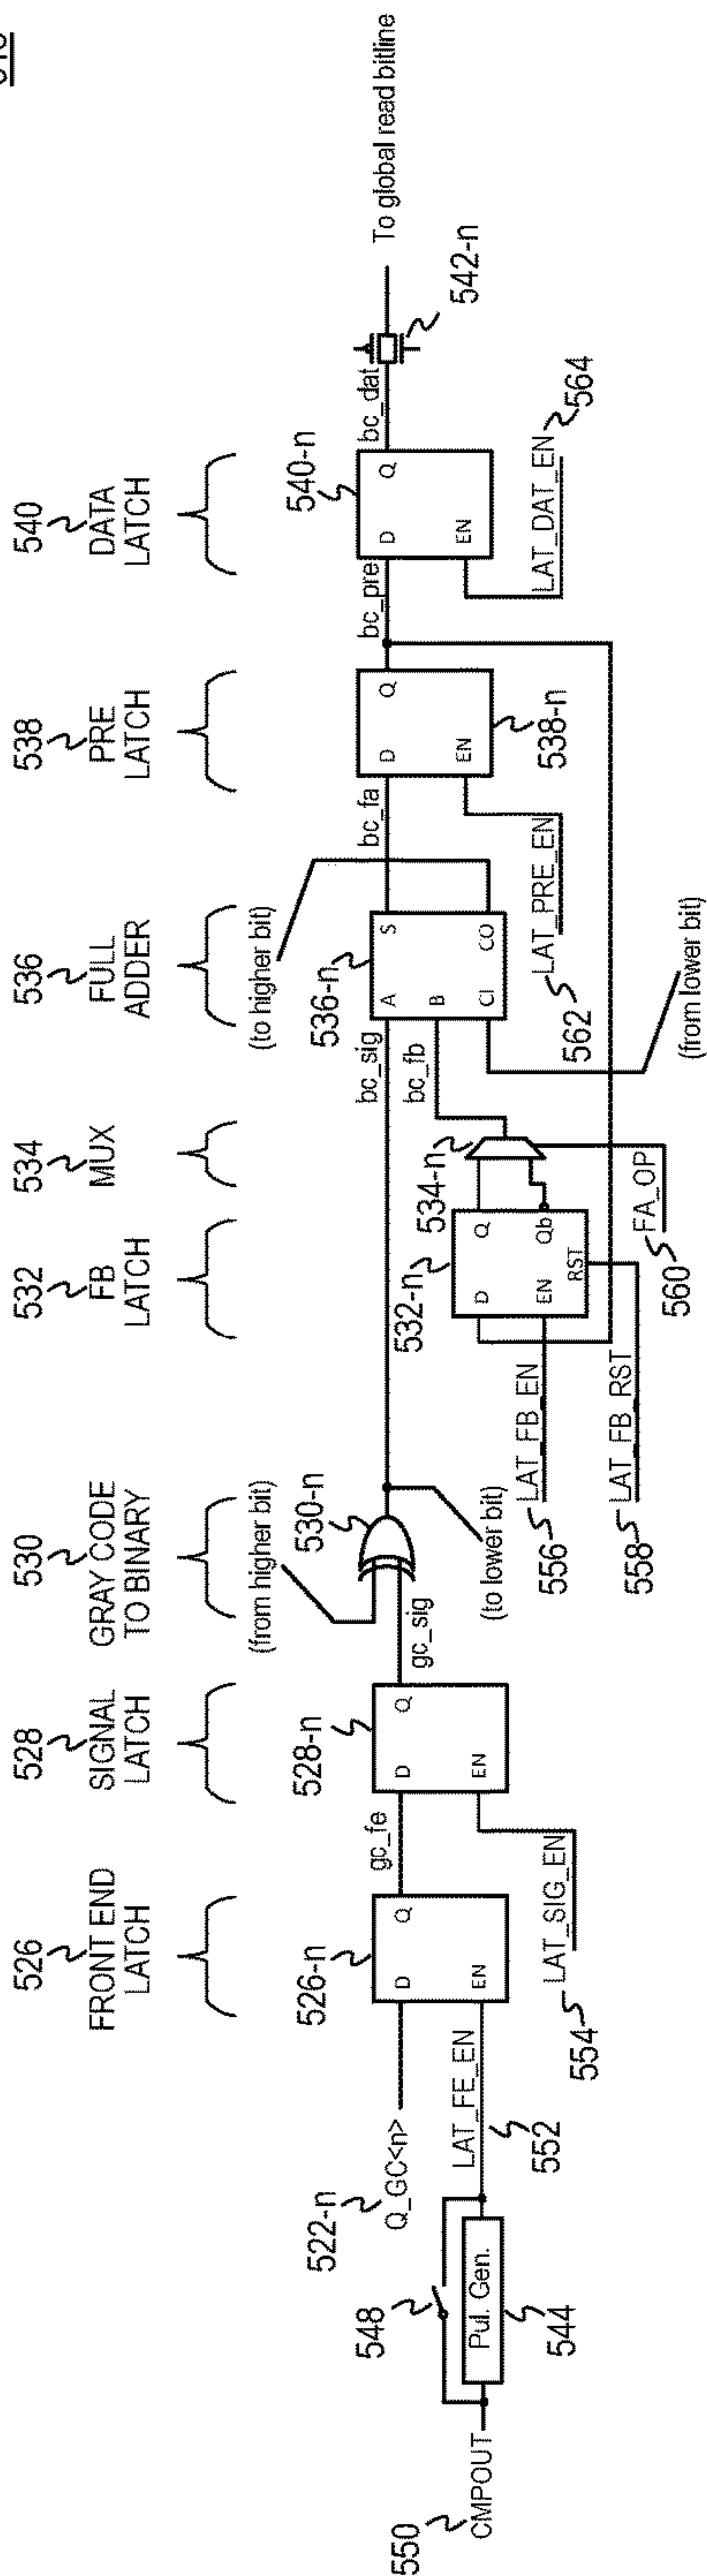 526
FRONT END
LATCH
528
SIGNAL
LATCH
530
GRAY CODE
TO BINARY
532
FB
LATCH
534
MUX
536
FULL
ADDER
538
PRE
LATCH
540
DATA
LATCH
(from higher bit)
(to higher bit)
550
CMPOUT
548
Pul. Gen.
544
522-n
Q_GC<n>
LAT_FE_EN
552
526-n
D
Q
EN
gc_fe
554
LAT_SIG_EN
528-n
D
Q
EN
gc_sig
530-n
(to lower bit)
556
LAT_FB_EN
558
LAT_FB_RST
532-n
D
Q
EN
Qb
RST
534-n
560
FA_OP
bc_sig
bc_fb
536-n
A
S
B
CI
CO
(from lower bit)
bc_fa
562
LAT_PRE_EN
D
Q
EN
538-n
bc_pre
540-n
D
Q
EN
LAT_DAT_EN
564
bc_dat
542-n
To global read bitline